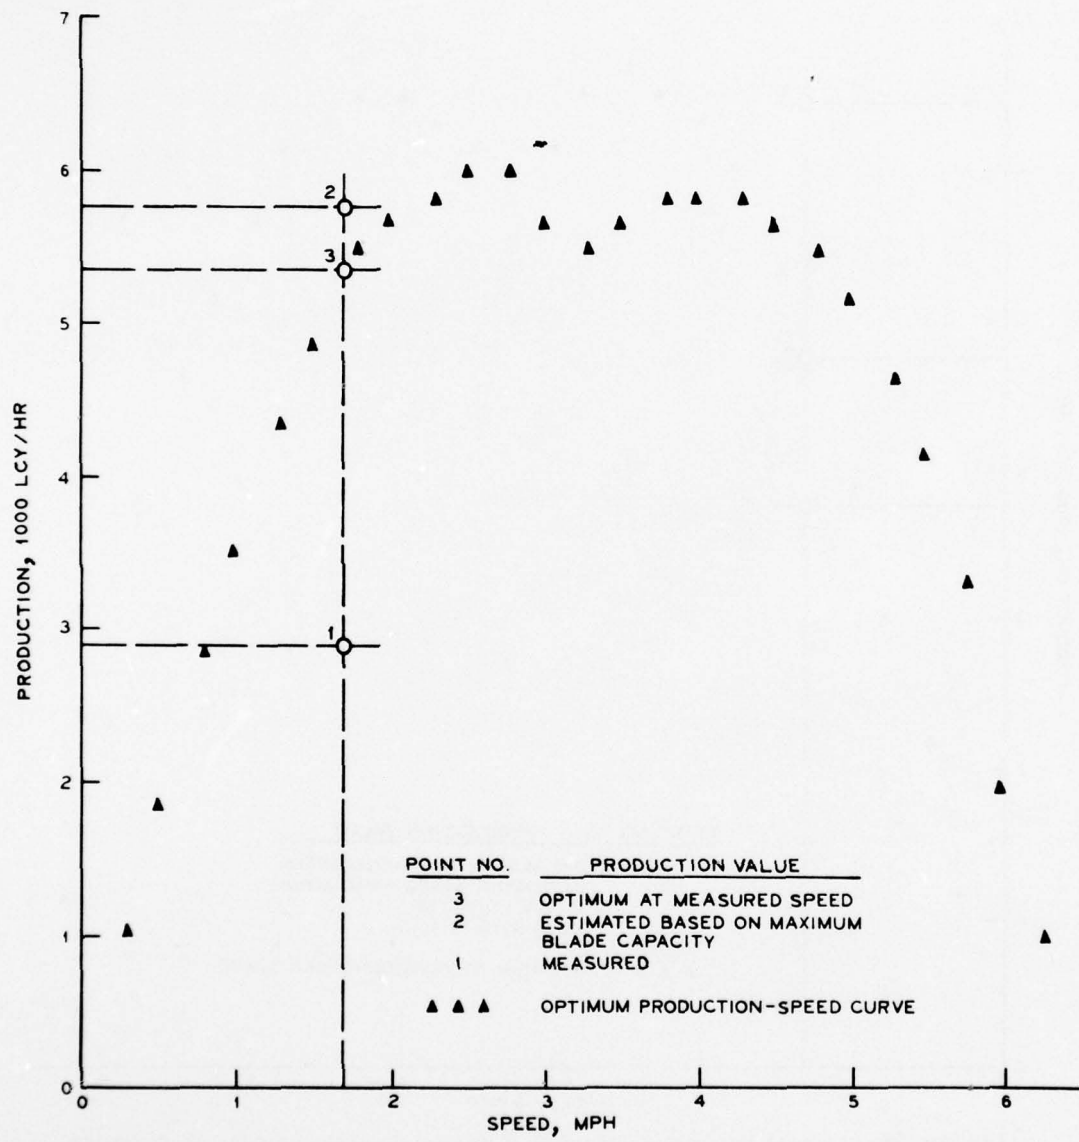 7
6
5
4
3
2
1
0
PRODUCTION, 1000 LCY/HR
2
3
1
POINT NO. PRODUCTION VALUE
3 OPTIMUM AT MEASURED SPEED
2 ESTIMATED BASED ON MAXIMUM
BLADE CAPACITY
1 MEASURED
OPTIMUM PRODUCTION-SPEED CURVE
0 1 2 3 4 5 6
SPEED, MPH